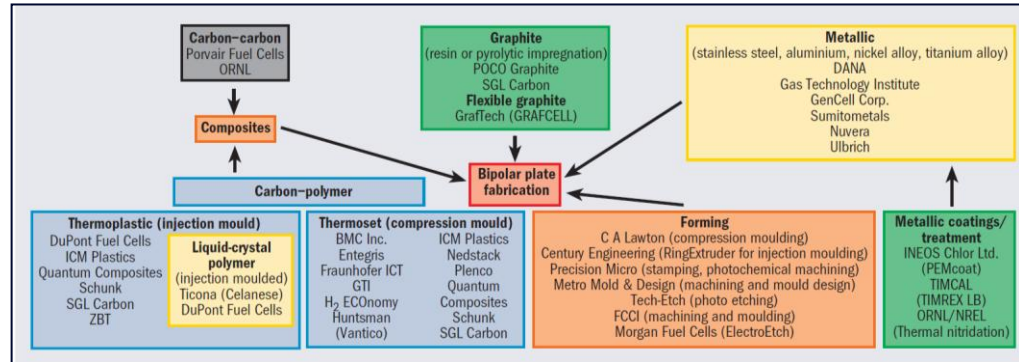 Carbon–carbon
Porvair Fuel Cells
ORNL
Graphite
(resin or pyrolytic impregnation)
POCO Graphite
SGL Carbon
Flexible graphite
GrafTech (GRAFCELL)
Metallic
(stainless steel, aluminium, nickel alloy, titanium alloy)
DANA
Gas Technology Institute
GenCell Corp.
Sumitometals
Nuvera
Ulbrich
Composites
Bipolar plate
fabrication
Carbon–polymer
Thermoplastic (injection mould)
DuPont Fuel Cells
ICM Plastics
Quantum Composites
Schunk
SGL Carbon
ZBT
Liquid-crystal
polymer
(injection moulded)
Ticona (Celanese)
DuPont Fuel Cells
Thermoset (compression mould)
BMC Inc.
Entegris
Fraunhofer ICT
GTI
H₂ ECOnomy
Huntsman
(Vantico)
ICM Plastics
Nedstack
Plenco
Quantum
Composites
Schunk
SGL Carbon
Forming
C A Lawton (compression moulding)
Century Engineering (RingExtruder for injection moulding)
Precision Micro (stamping, photochemical machining)
Metro Mold & Design (machining and mould design)
Tech-Etch (photo etching)
FCCI (machining and moulding)
Morgan Fuel Cells (ElectroEtch)
Metallic coatings/
treatment
INEOS Chlor Ltd.
(PEMcoat)
TIMCAL
(TIMREX LB)
ORNL/NREL
(Thermal nitridation)